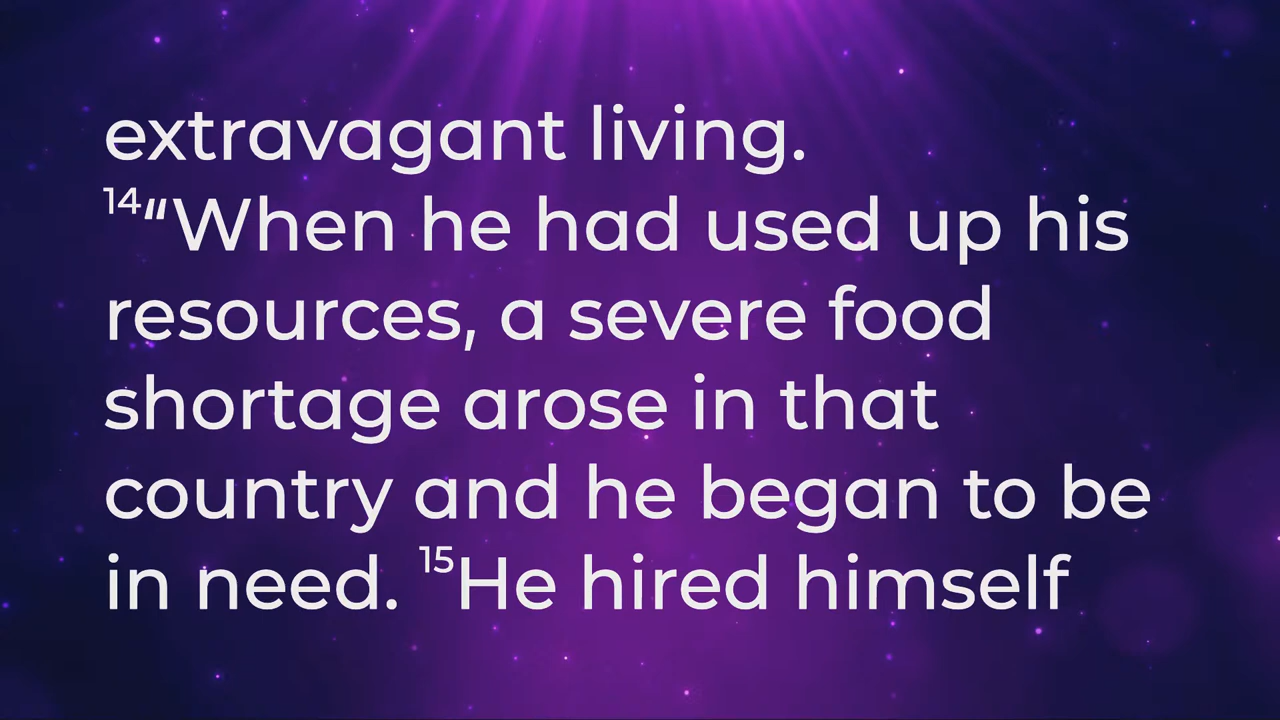 extravagant living.
14“When he had used up his
resources, a severe food
shortage arose in that
country and he began to be
in need. 15He hired himself